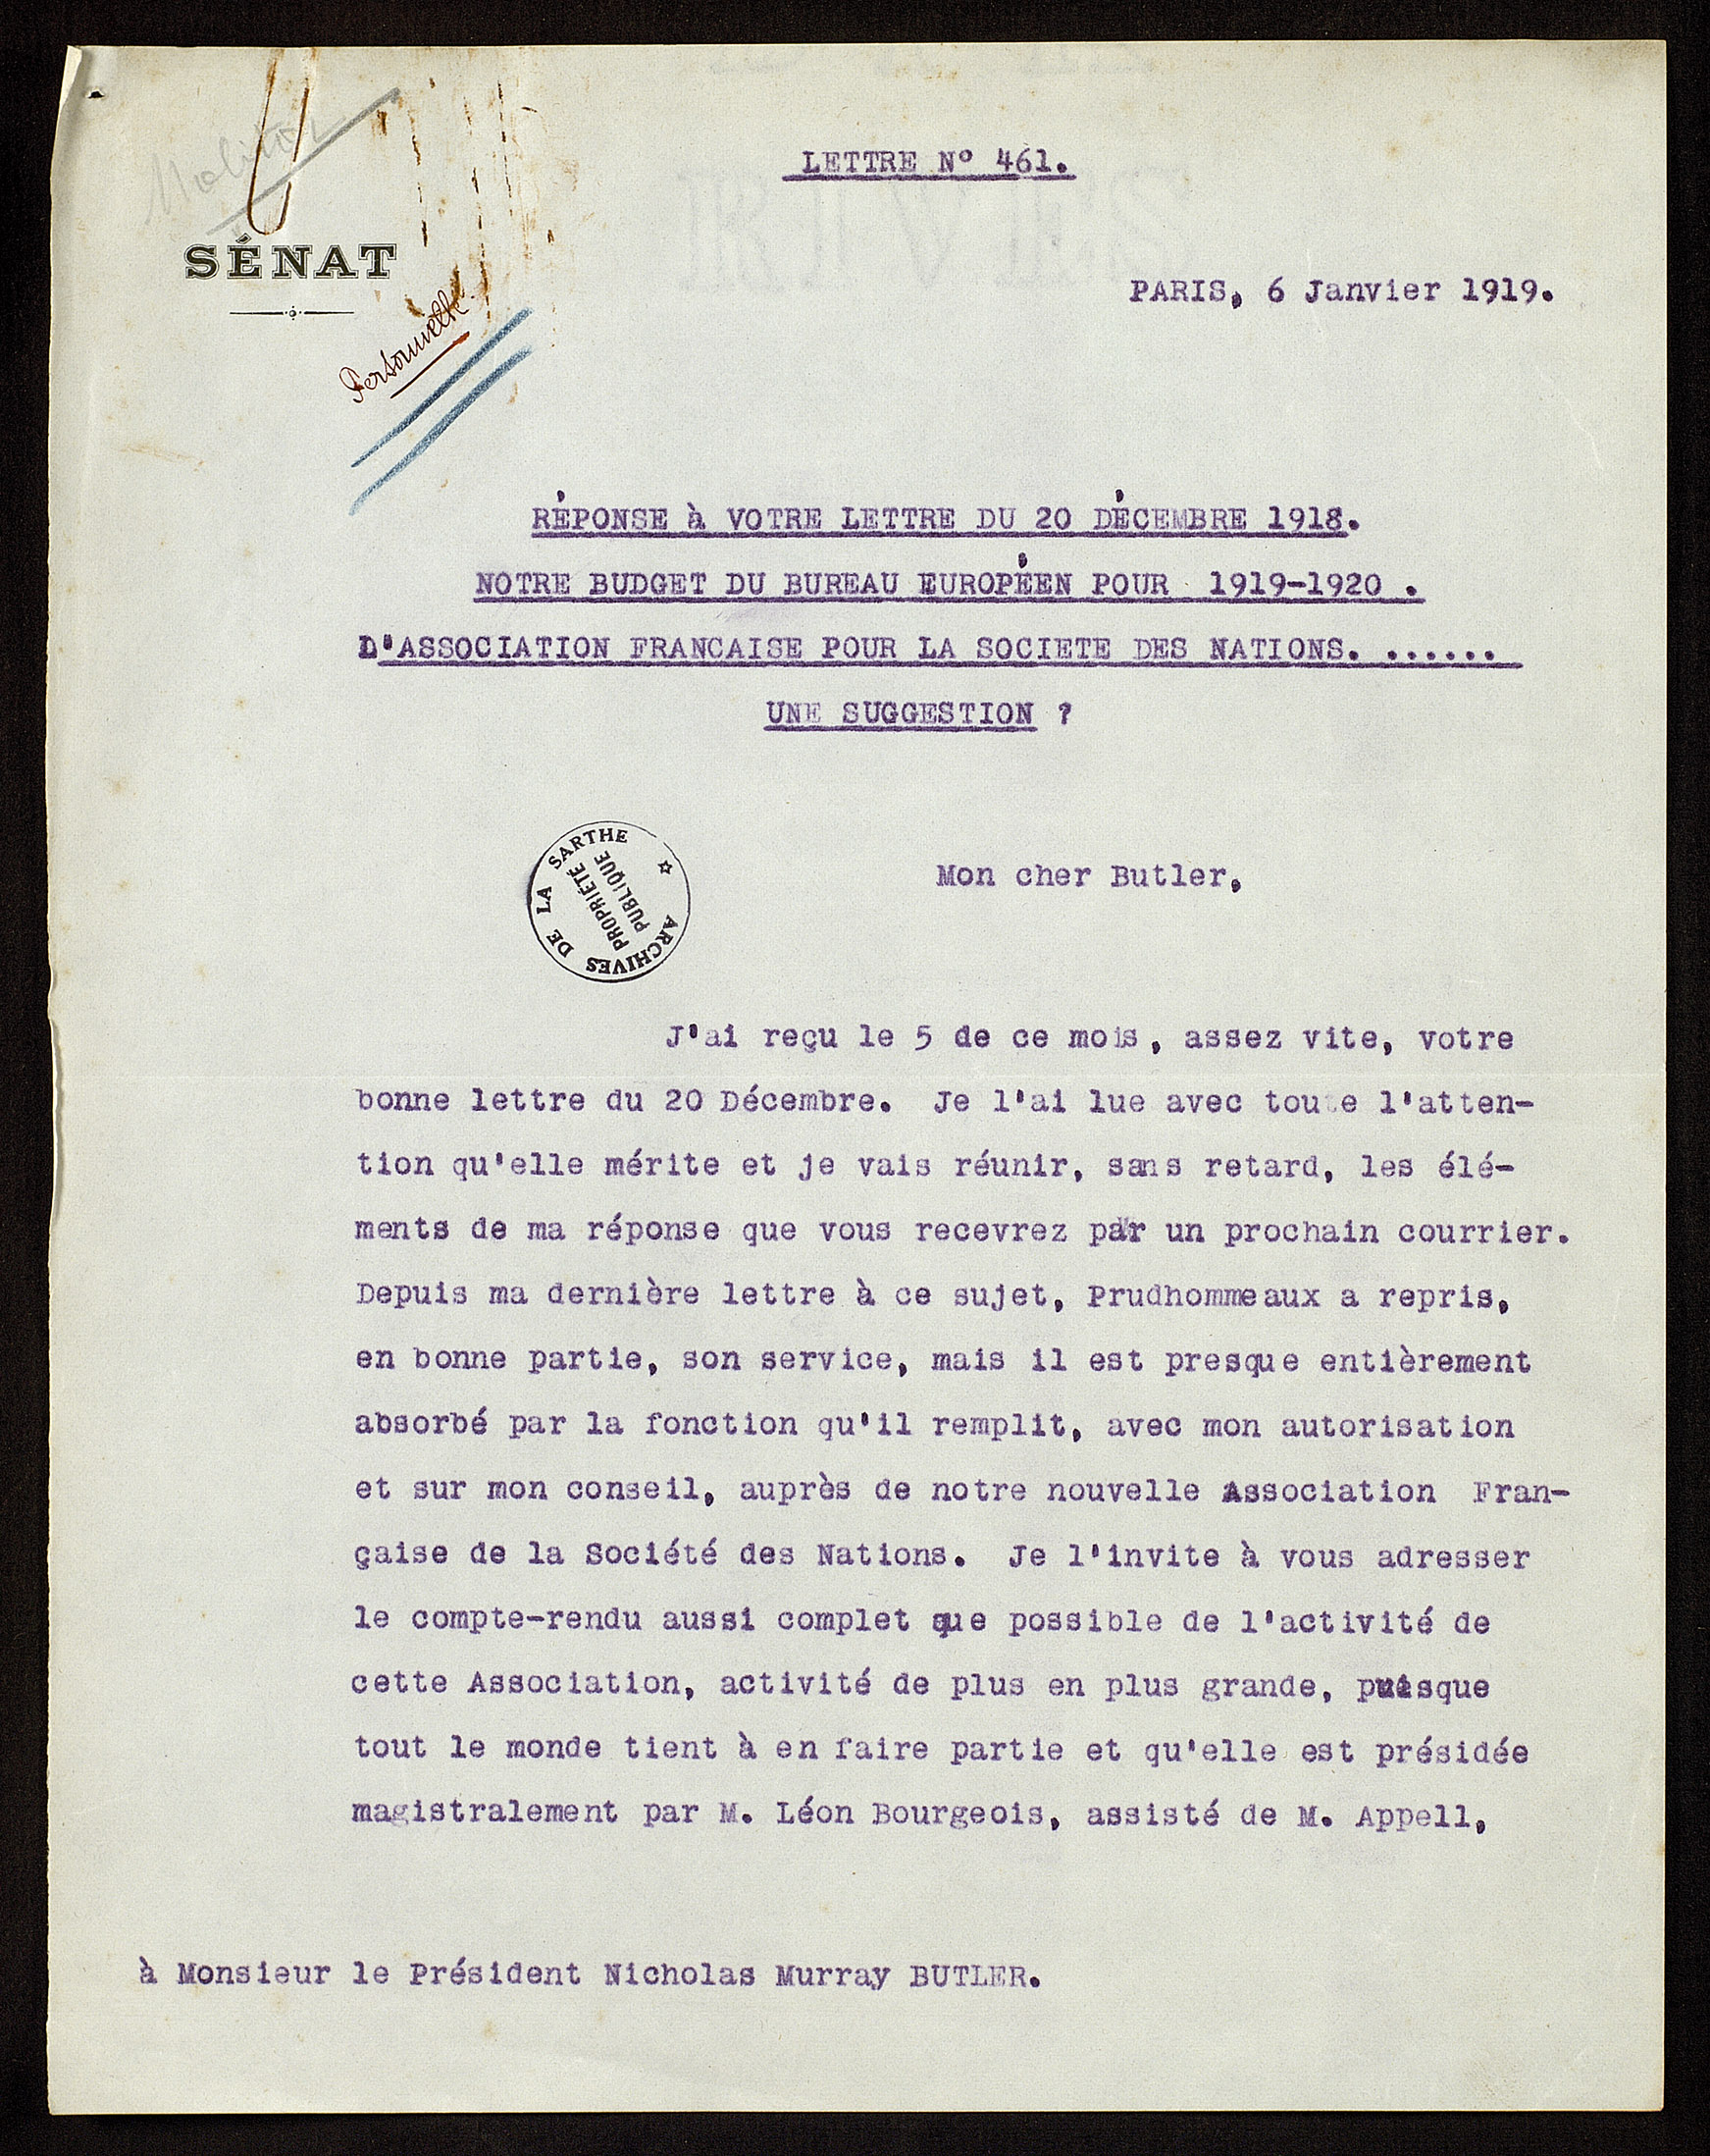 LETTRE Nº 461.
SÉNAT
PARIS, 6 Janvier 1919.
Personnelle.
RÉPONSE à VOTRE LETTRE DU 20 DÉCEMBRE 1918.
NOTRE BUDGET DU BUREAU EUROPÉEN POUR 1919-1920 .
L'ASSOCIATION FRANCAISE POUR LA SOCIETE DES NATIONS. ......
UNE SUGGESTION ?
ARCHIVES DE LA SARTHE
PROPRIÉTÉ
PUBLIQUE
Mon cher Butler,
J'ai reçu le 5 de ce mois, assez vite, votre
bonne lettre du 20 Décembre. Je l'ai lue avec toute l'atten-
tion qu'elle mérite et je vais réunir, sans retard, les élé-
ments de ma réponse que vous recevrez par un prochain courrier.
Depuis ma dernière lettre à ce sujet, Prudhommeaux a repris,
en bonne partie, son service, mais il est presque entièrement
absorbé par la fonction qu'il remplit, avec mon autorisation
et sur mon conseil, auprès de notre nouvelle Association Fran-
çaise de la Société des Nations. Je l'invite à vous adresser
le compte-rendu aussi complet que possible de l'activité de
cette Association, activité de plus en plus grande, puisque
tout le monde tient à en faire partie et qu'elle est présidée
magistralement par M. Léon Bourgeois, assisté de M. Appell,
à Monsieur le Président Nicholas Murray BUTLER.